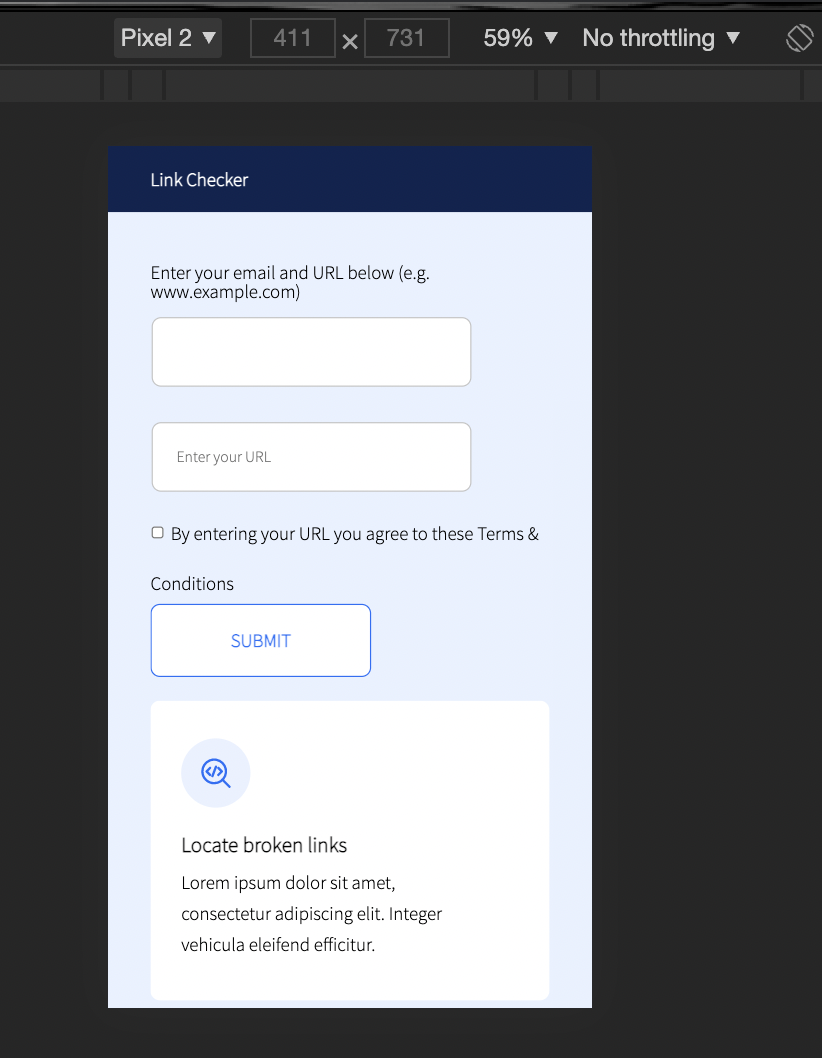 Pixel 2 ▼ 411 × 731 59% ▼ No throttling ▼
Link Checker
Enter your email and URL below (e.g.
www.example.com)
Enter your URL
By entering your URL you agree to these Terms &
Conditions
SUBMIT
Locate broken links
Lorem ipsum dolor sit amet,
consectetur adipiscing elit. Integer
vehicula eleifend efficitur.